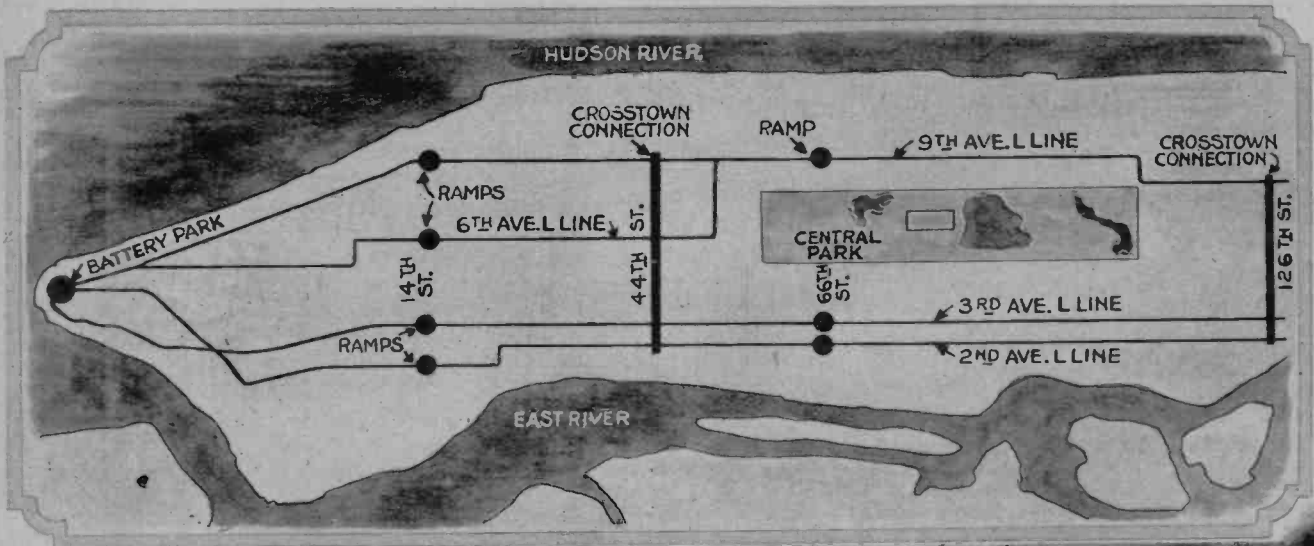 HUDSON RIVER
CROSSTOWN
CONNECTION
RAMP
9TH AVE. L LINE
CROSSTOWN
CONNECTION
RAMPS
6TH AVE. L LINE
BATTERY PARK
14TH
ST.
44TH ST.
CENTRAL
PARK
66TH
ST.
126TH ST.
3RD AVE. L LINE
RAMPS
2ND AVE. L LINE
EAST RIVER